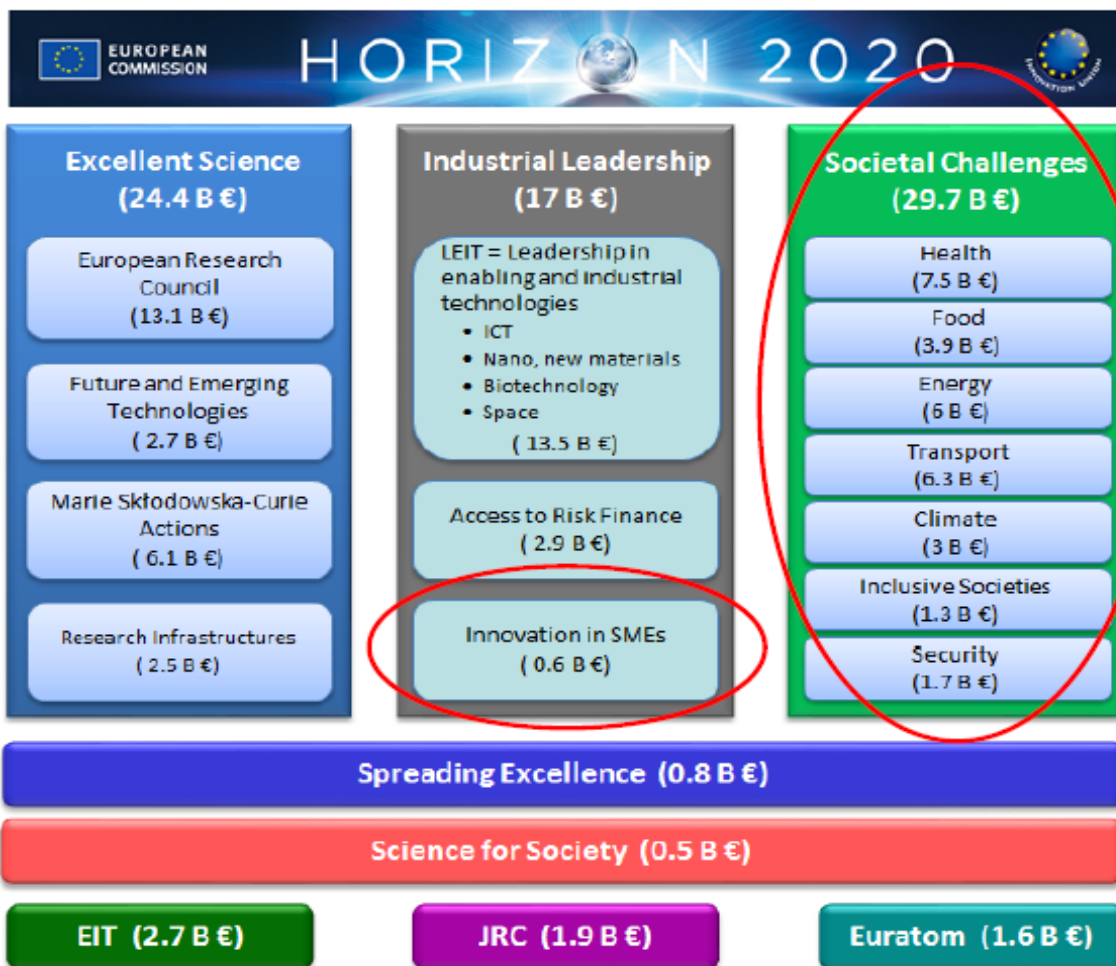 EUROPEAN
COMMISSION
HORIZON 2020
INNOVATION UNION
Excellent Science
(24.4 B €)
European Research
Council
(13.1 B €)
Future and Emerging
Technologies
( 2.7 B €)
Marie Skłodowska-Curie
Actions
( 6.1 B €)
Research Infrastructures
( 2.5 B €)
Industrial Leadership
(17 B €)
LEIT = Leadership in
enabling and industrial
technologies
• ICT
• Nano, new materials
• Biotechnology
• Space
( 13.5 B €)
Access to Risk Finance
( 2.9 B €)
Innovation in SMEs
( 0.6 B €)
Societal Challenges
(29.7 B €)
Health
(7.5 B €)
Food
(3.9 B €)
Energy
(6 B €)
Transport
(6.3 B €)
Climate
(3 B €)
Inclusive Societies
(1.3 B €)
Security
(1.7 B €)
Spreading Excellence (0.8 B €)
Science for Society (0.5 B €)
EIT (2.7 B €)
JRC (1.9 B €)
Euratom (1.6 B €)